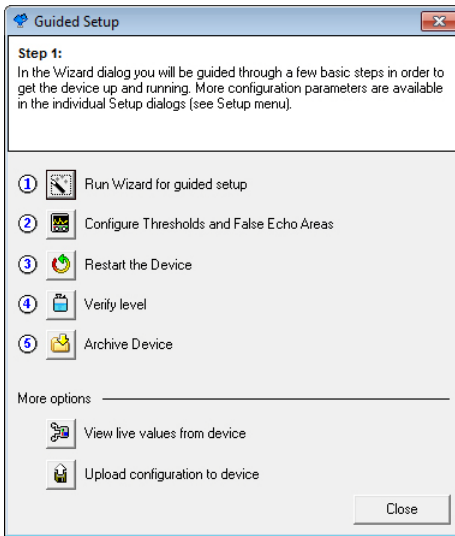 Guided Setup
Step 1:
In the Wizard dialog you will be guided through a few basic steps in order to
get the device up and running. More configuration parameters are available
in the individual Setup dialogs (see Setup menu).
1 Run Wizard for guided setup
2 Configure Thresholds and False Echo Areas
3 Restart the Device
4 Verify level
5 Archive Device
More options
View live values from device
Upload configuration to device
Close